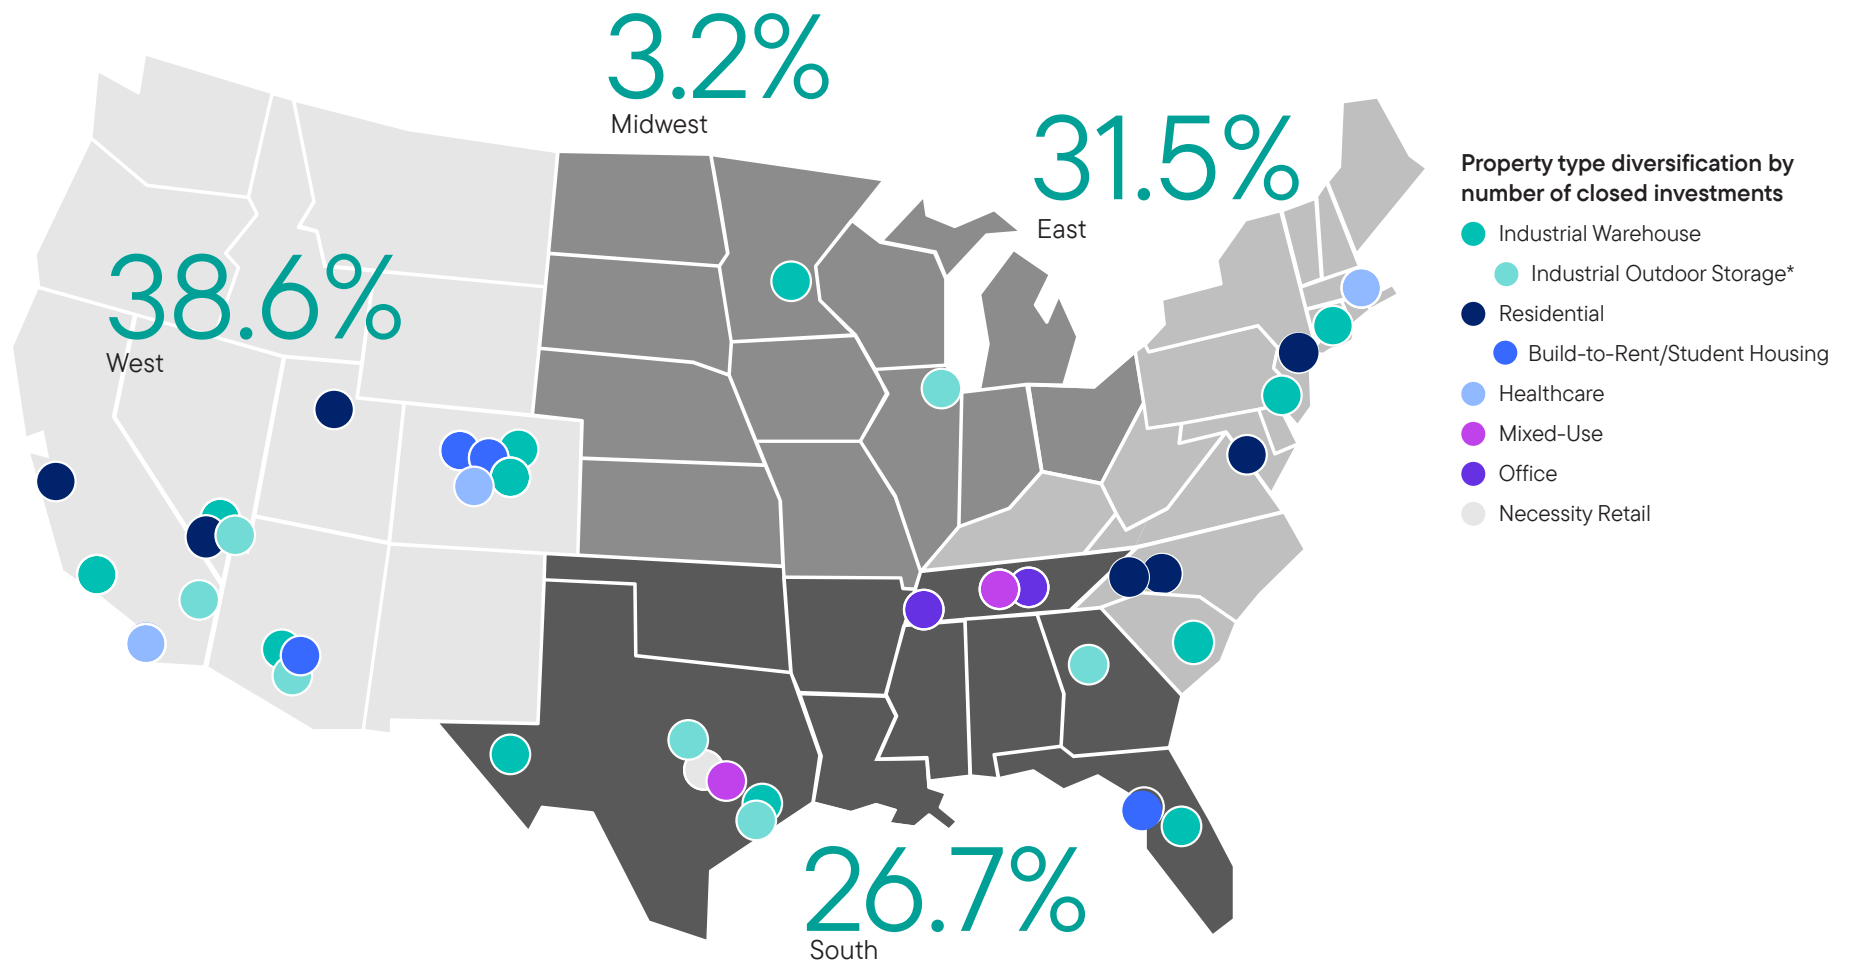 3.2%
Midwest
31.5%
East
38.6%
West
26.7%
South
Property type diversification by
number of closed investments
Industrial Warehouse
Industrial Outdoor Storage*
Residential
Build-to-Rent/Student Housing
Healthcare
Mixed-Use
Office
Necessity Retail